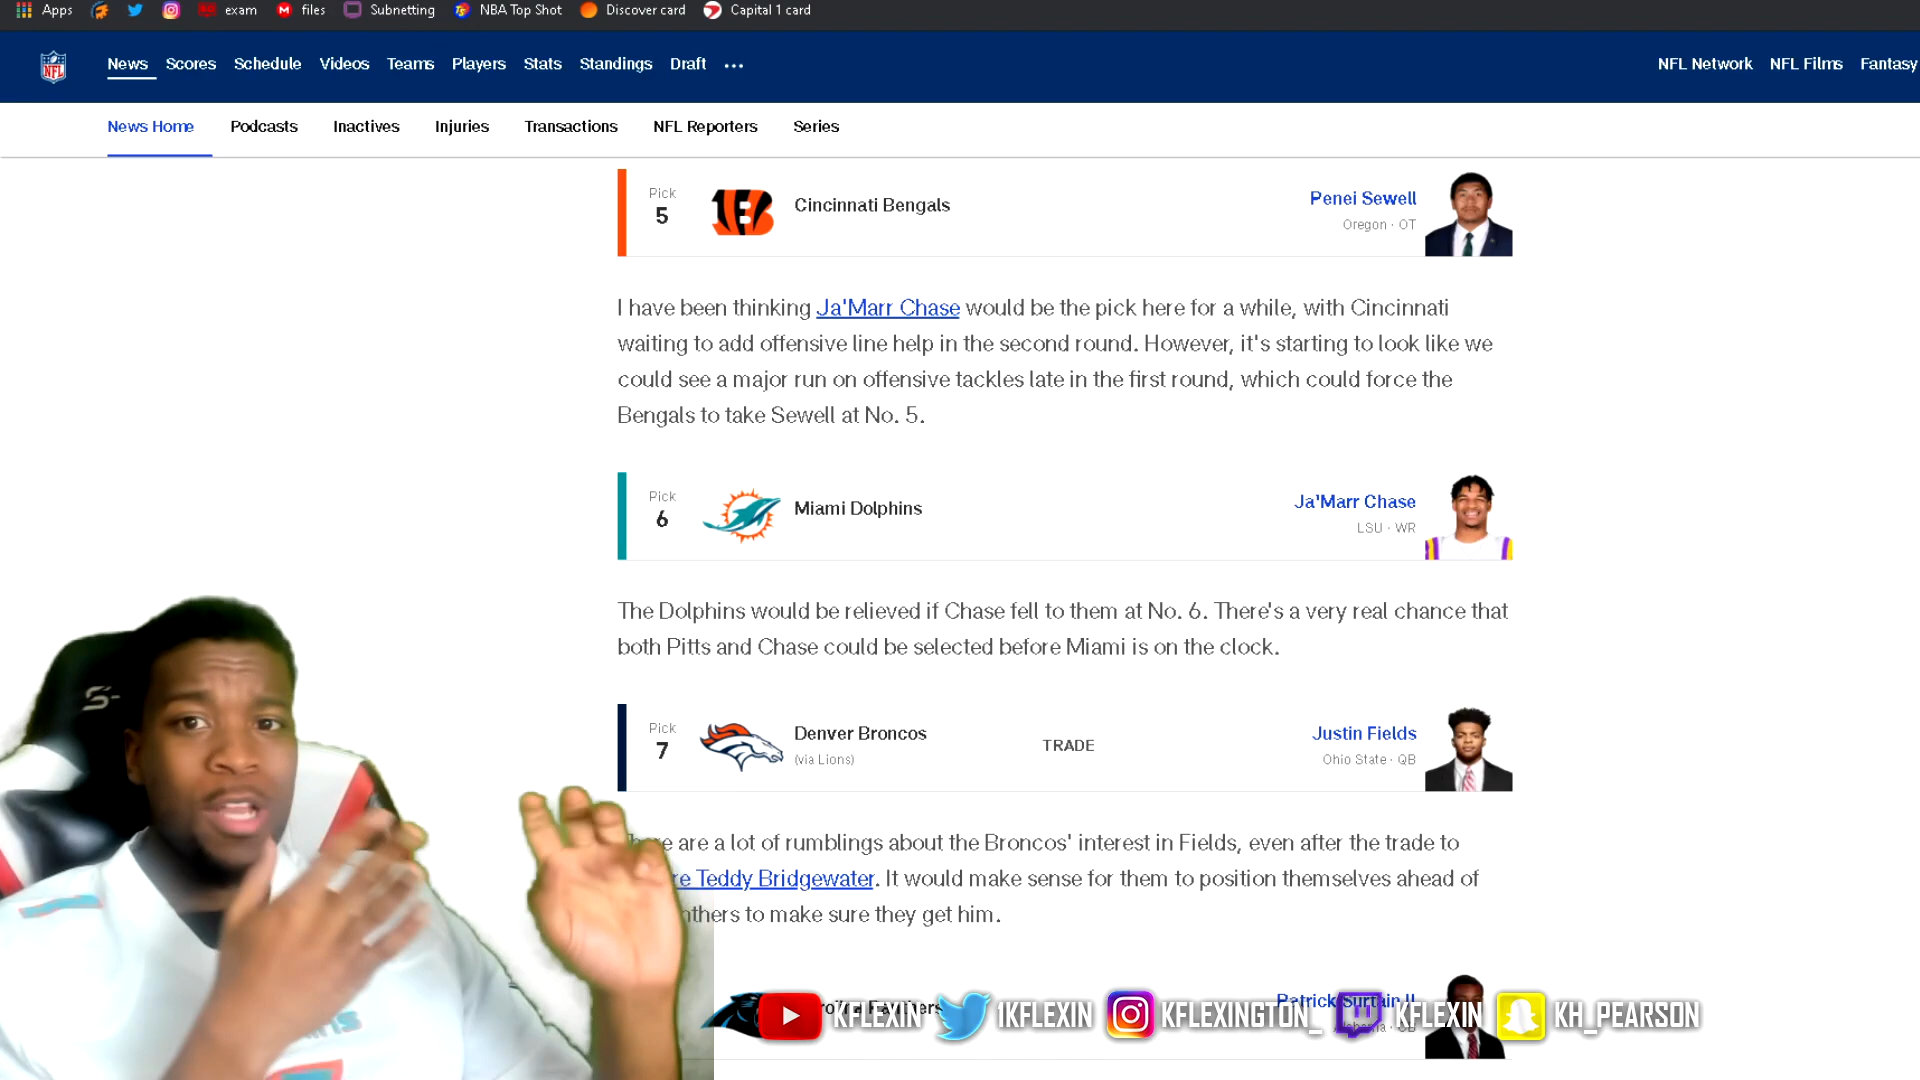 Apps exam files Subnetting NBA Top Shot Discover card Capital 1 card
NFL News Scores Schedule Videos Teams Players Stats Standings Draft ... NFL Network NFL Films Fantasy
News Home Podcasts Inactives Injuries Transactions NFL Reporters Series
Pick
5
Cincinnati Bengals
Penei Sewell
Oregon · OT
I have been thinking Ja'Marr Chase would be the pick here for a while, with Cincinnati
waiting to add offensive line help in the second round. However, it's starting to look like we
could see a major run on offensive tackles late in the first round, which could force the
Bengals to take Sewell at No. 5.
Pick
6
Miami Dolphins
Ja'Marr Chase
LSU · WR
The Dolphins would be relieved if Chase fell to them at No. 6. There's a very real chance that
both Pitts and Chase could be selected before Miami is on the clock.
Pick
7
Denver Broncos
(via Lions)
TRADE
Justin Fields
Ohio State · QB
are a lot of rumblings about the Broncos' interest in Fields, even after the trade to
re Teddy Bridgewater. It would make sense for them to position themselves ahead of
nthers to make sure they get him.
Panthers
Patrick Surtain II
KFLEXIN 1KFLEXIN KFLEXINGTON_ KFLEXIN KH_PEARSON